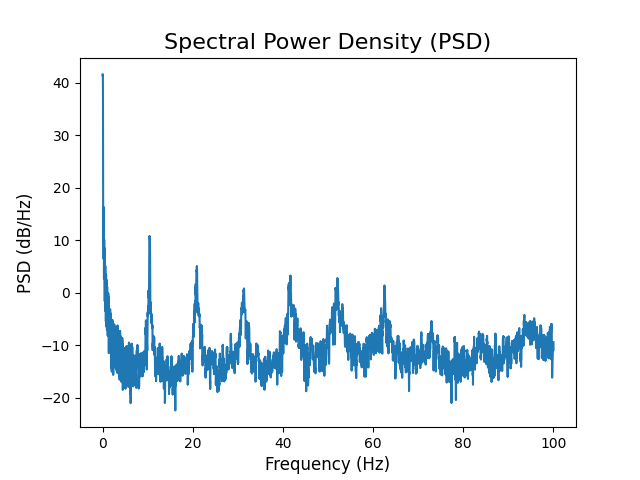 Spectral Power Density (PSD)
PSD (dB/Hz)
40
30
20
10
0
−10
−20
0 20 40 60 80 100
Frequency (Hz)